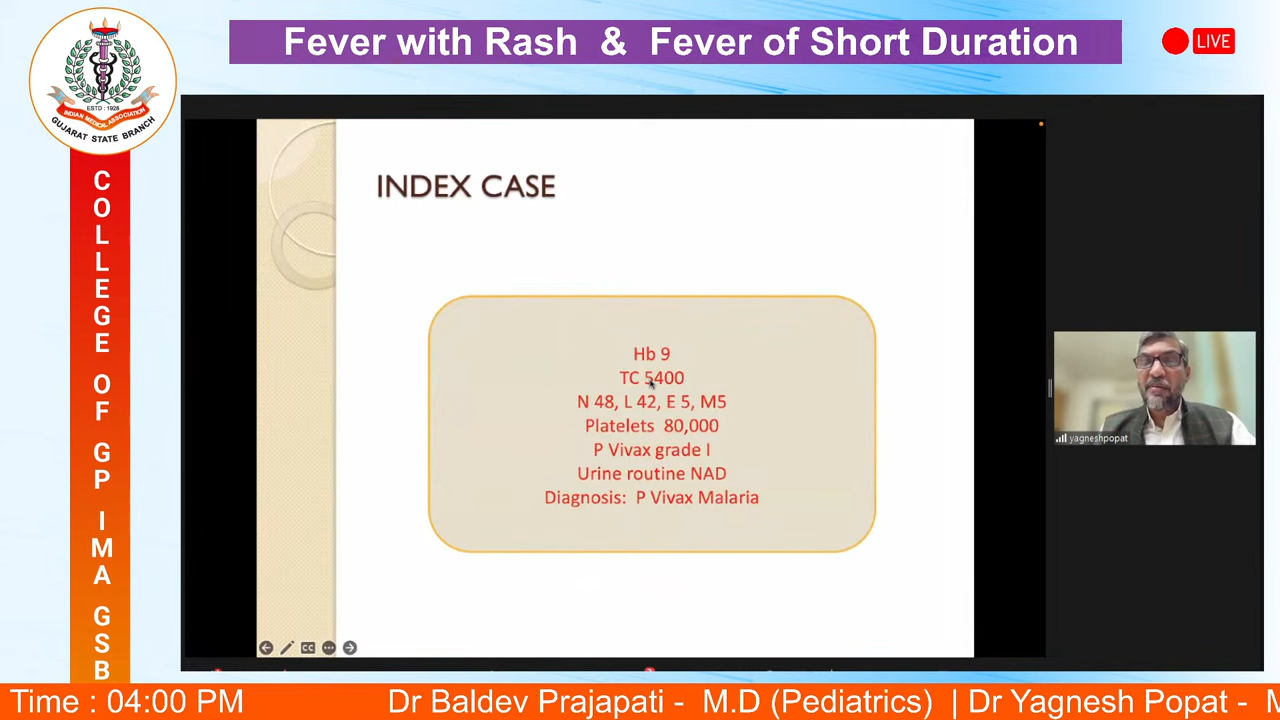 Fever with Rash & Fever of Short Duration
LIVE
ESTD : 1928
INDIAN MEDICAL ASSOCIATION
GUJARAT STATE BRANCH
COLLEGE OF GP IMA GSB
INDEX CASE
Hb 9
TC 5400
N 48, L 42, E 5, M5
Platelets 80,000
P Vivax grade I
Urine routine NAD
Diagnosis: P Vivax Malaria
yagneshpopat
CC
Time : 04:00 PM
Dr Baldev Prajapati - M.D (Pediatrics) | Dr Yagnesh Popat - M